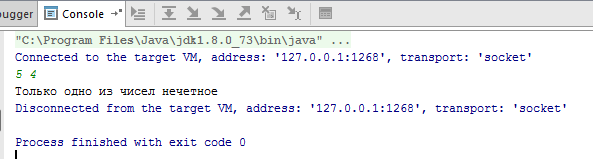 ebugger Console
"C:\Program Files\Java\jdk1.8.0_73\bin\java" ...
Connected to the target VM, address: '127.0.0.1:1268', transport: 'socket'
5 4
Только одно из чисел нечетное
Disconnected from the target VM, address: '127.0.0.1:1268', transport: 'socket'
Process finished with exit code 0